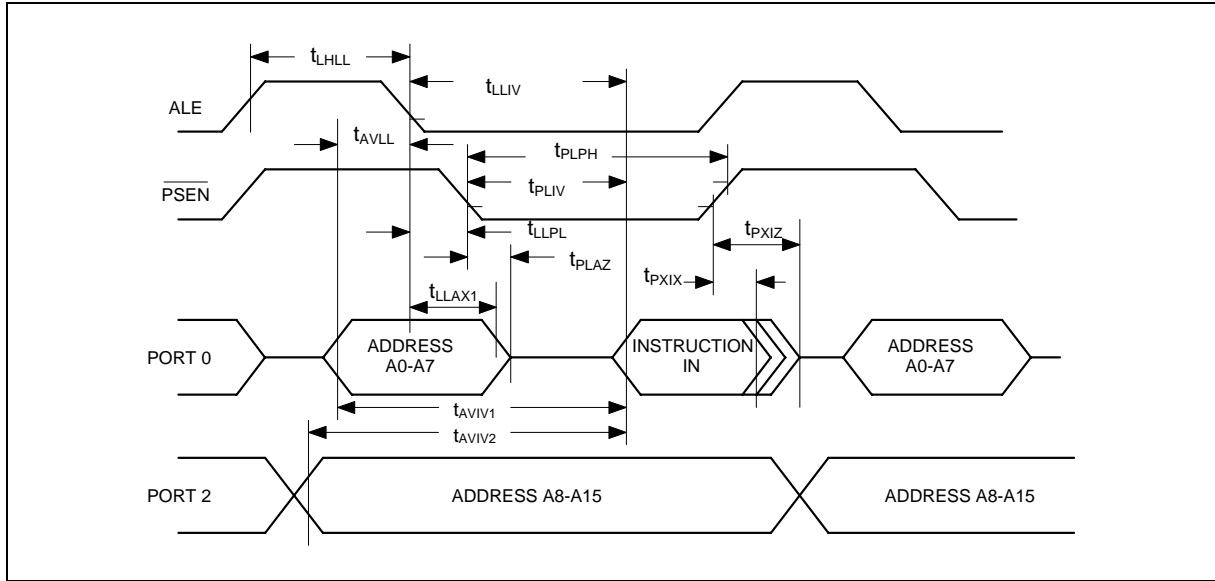 tLHLL
tLLIV
ALE
tAVLL
tPLPH
PSEN
tPLIV
tLLPL
tPXIZ
tPLAZ
tPXIX
tLLAX1
PORT 0
ADDRESS
A0-A7
INSTRUCTION
IN
ADDRESS
A0-A7
tAVIV1
tAVIV2
PORT 2
ADDRESS A8-A15
ADDRESS A8-A15